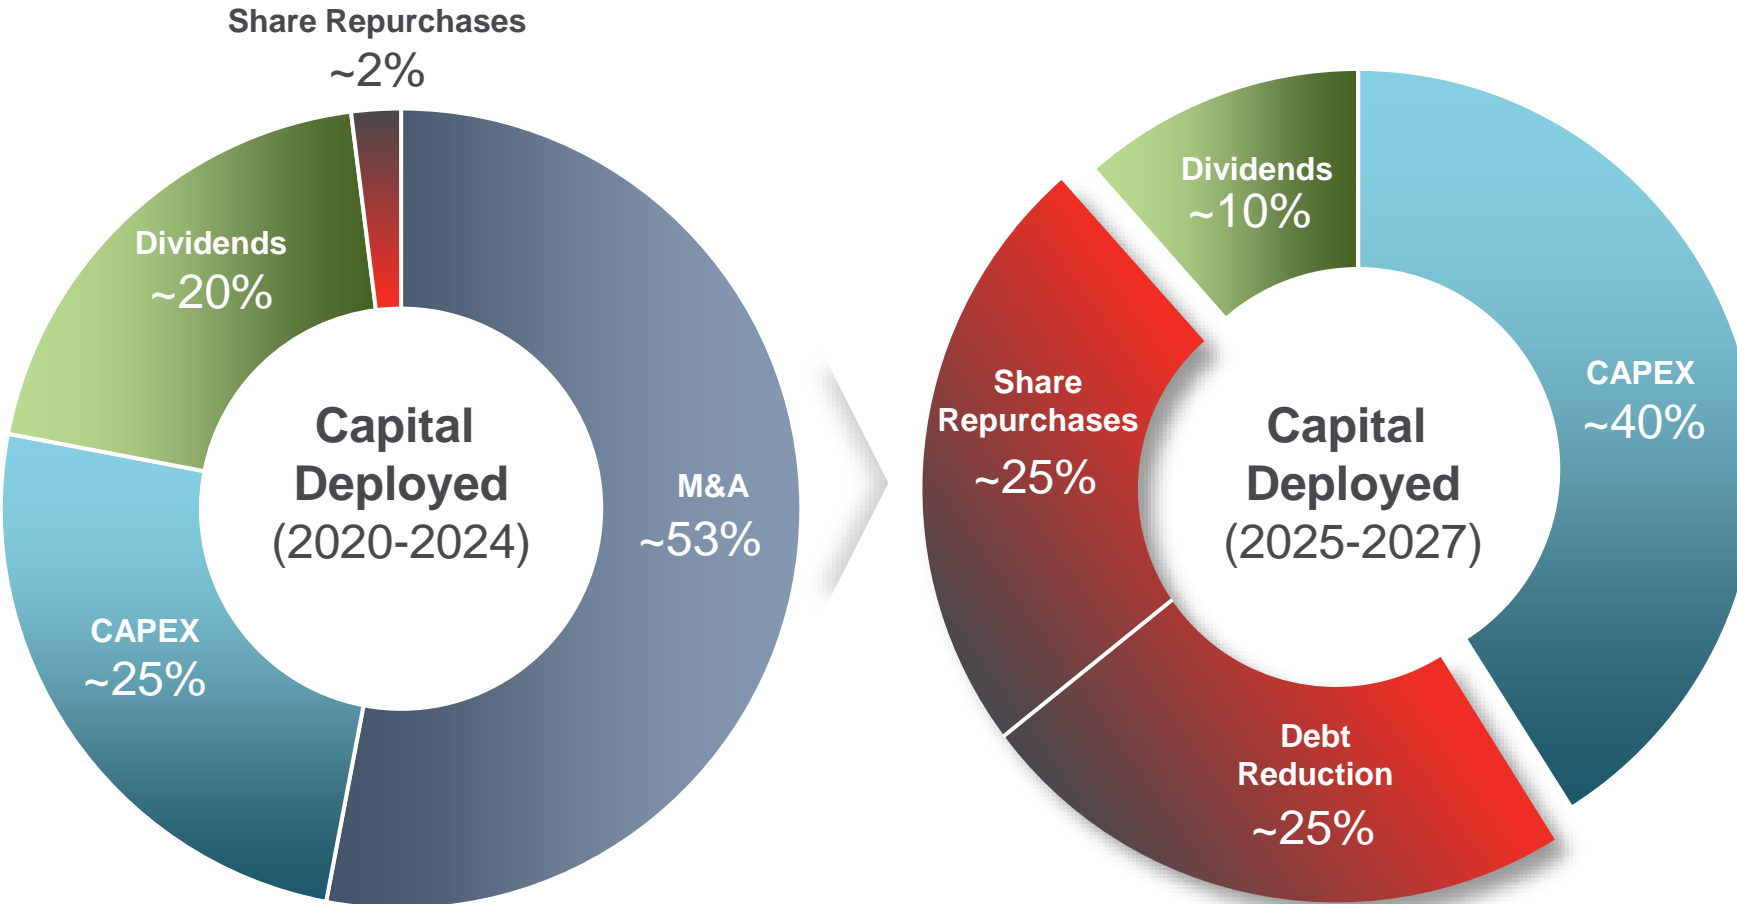 Share Repurchases
~2%
Dividends
~20%
CAPEX
~25%
M&A
~53%
Capital
Deployed
(2020-2024)
Dividends
~10%
Share
Repurchases
~25%
Debt
Reduction
~25%
CAPEX
~40%
Capital
Deployed
(2025-2027)